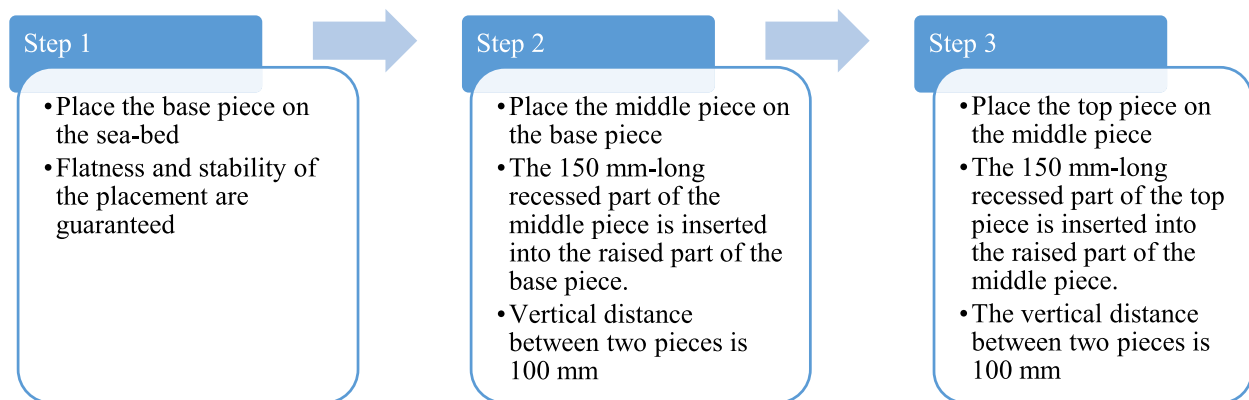 Step 1
•Place the base piece on
the sea-bed
•Flatness and stability of
the placement are
guaranteed
Step 2
•Place the middle piece on
the base piece
•The 150 mm-long
recessed part of the
middle piece is inserted
into the raised part of the
base piece.
•Vertical distance
between two pieces is
100 mm
Step 3
•Place the top piece on
the middle piece
•The 150 mm-long
recessed part of the top
piece is inserted into
the raised part of the
middle piece.
•The vertical distance
between two pieces is
100 mm